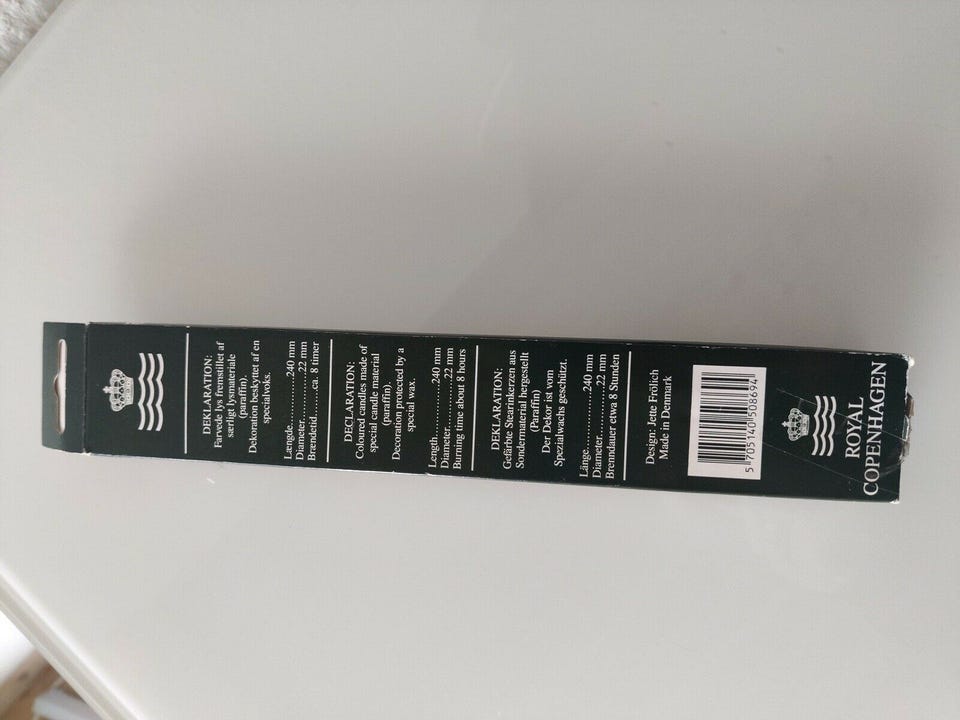 DEKLARATION:
Farvede lys fremstillet af
særligt lysmateriale
(paraffin).
Dekoration beskyttet af en
specialvoks.
Længde...............240 mm
Diameter..........22 mm
Brændetid.....ca. 8 timer
DECLARATION:
Coloured candles made of
special candle material
(paraffin).
Decoration protected by a
special wax.
Length...............240 mm
Diameter............22 mm
Burning time about 8 hours
DEKLARATION:
Gefärbte Stearinkerzen aus
Sondermaterial hergestellt
(Paraffin)
Der Dekor ist vom
Spezialwachs geschützt.
Länge.................240 mm
Diameter............22 mm
Brenndauer etwa 8 Stunden
Design: Jette Frölich
Made in Denmark
5 705140 508694
ROYAL
COPENHAGEN